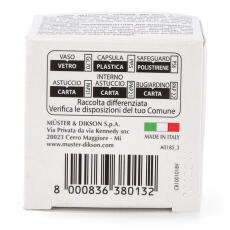 VASO CAPSULA SAFEGUARD
VETRO PLASTICA POLISTIRENE
ASTUCCIO INTERNO ASTUCCIO BUGIARDINO
CARTA CARTA CARTA
Raccolta differenziata
Verifica le disposizioni del tuo Comune
MÜSTER & DIKSON S.p.A.
Via Privata da via Kennedy snc
20023 Cerro Maggiore - Mi
www.muster-dikson.com
MADE IN ITALY
A0185_3
8 000836 380132